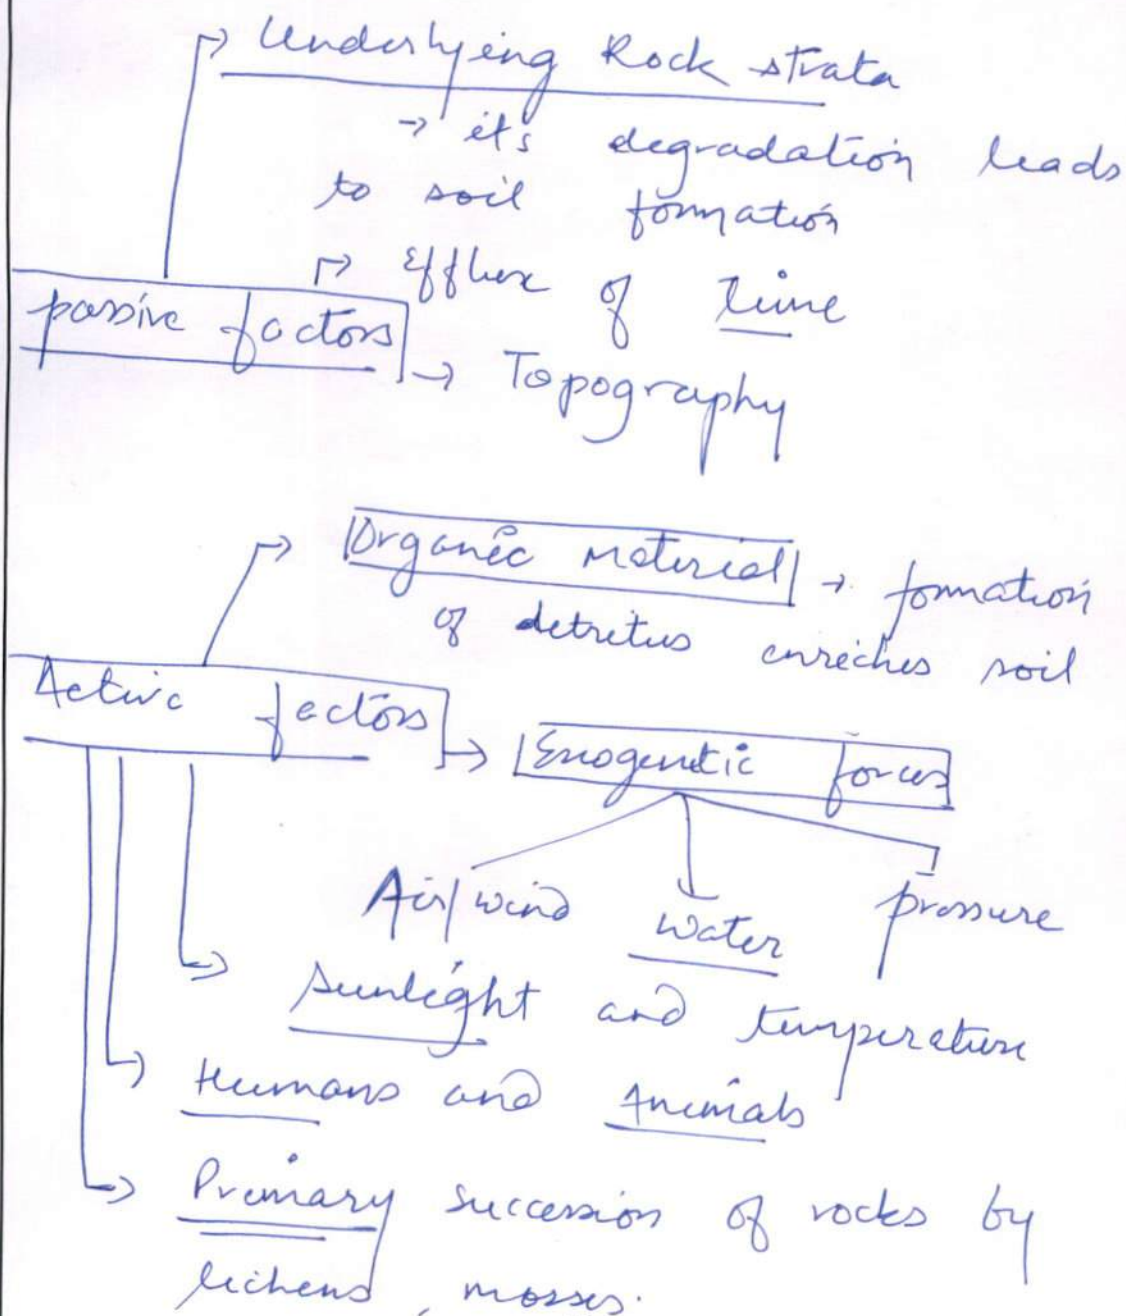 → Underlying Rock strata
→ it's degradation leads
to soil formation
→ Efflux of time
passive factors
→ Topography
→ Organic Material → formation
of detritus enriches soil
Active factors
→ Exogenetic forces
Air/wind water pressure
→ Sunlight and temperature
→ Humans and Animals
→ Primary succession of rocks by
lichens, mosses.